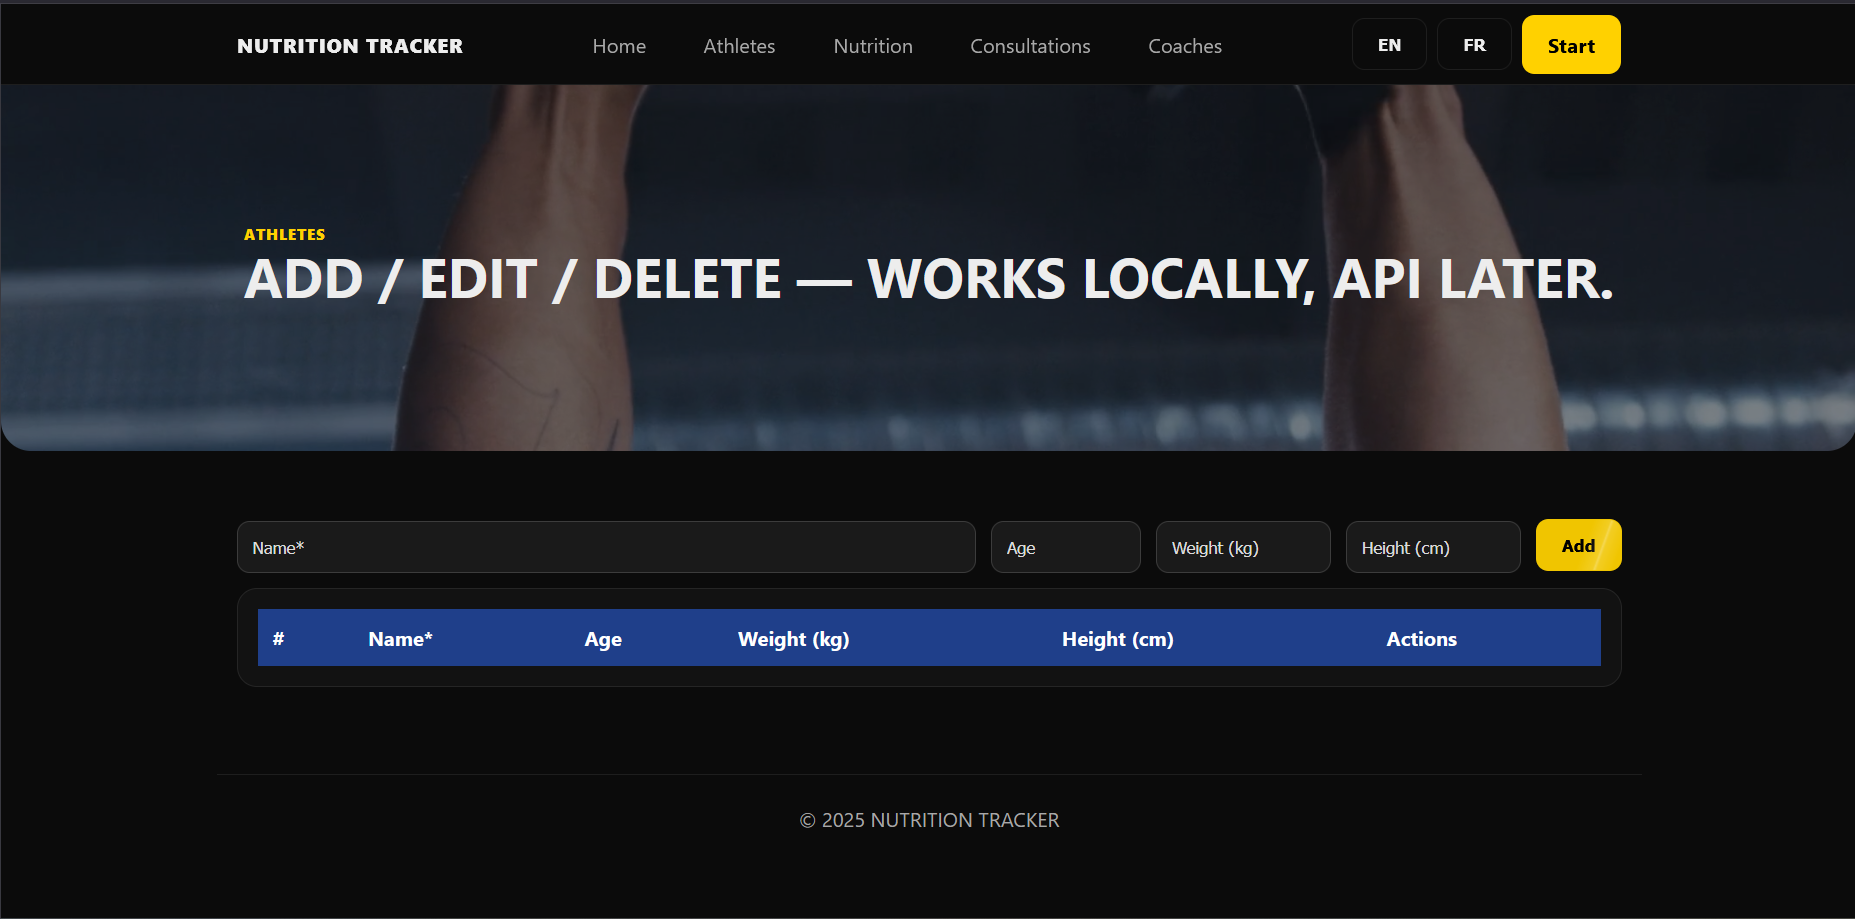 NUTRITION TRACKER Home Athletes Nutrition Consultations Coaches EN FR Start
ATHLETES
ADD / EDIT / DELETE — WORKS LOCALLY, API LATER.
Name* Age Weight (kg) Height (cm) Add
# Name* Age Weight (kg) Height (cm) Actions
© 2025 NUTRITION TRACKER